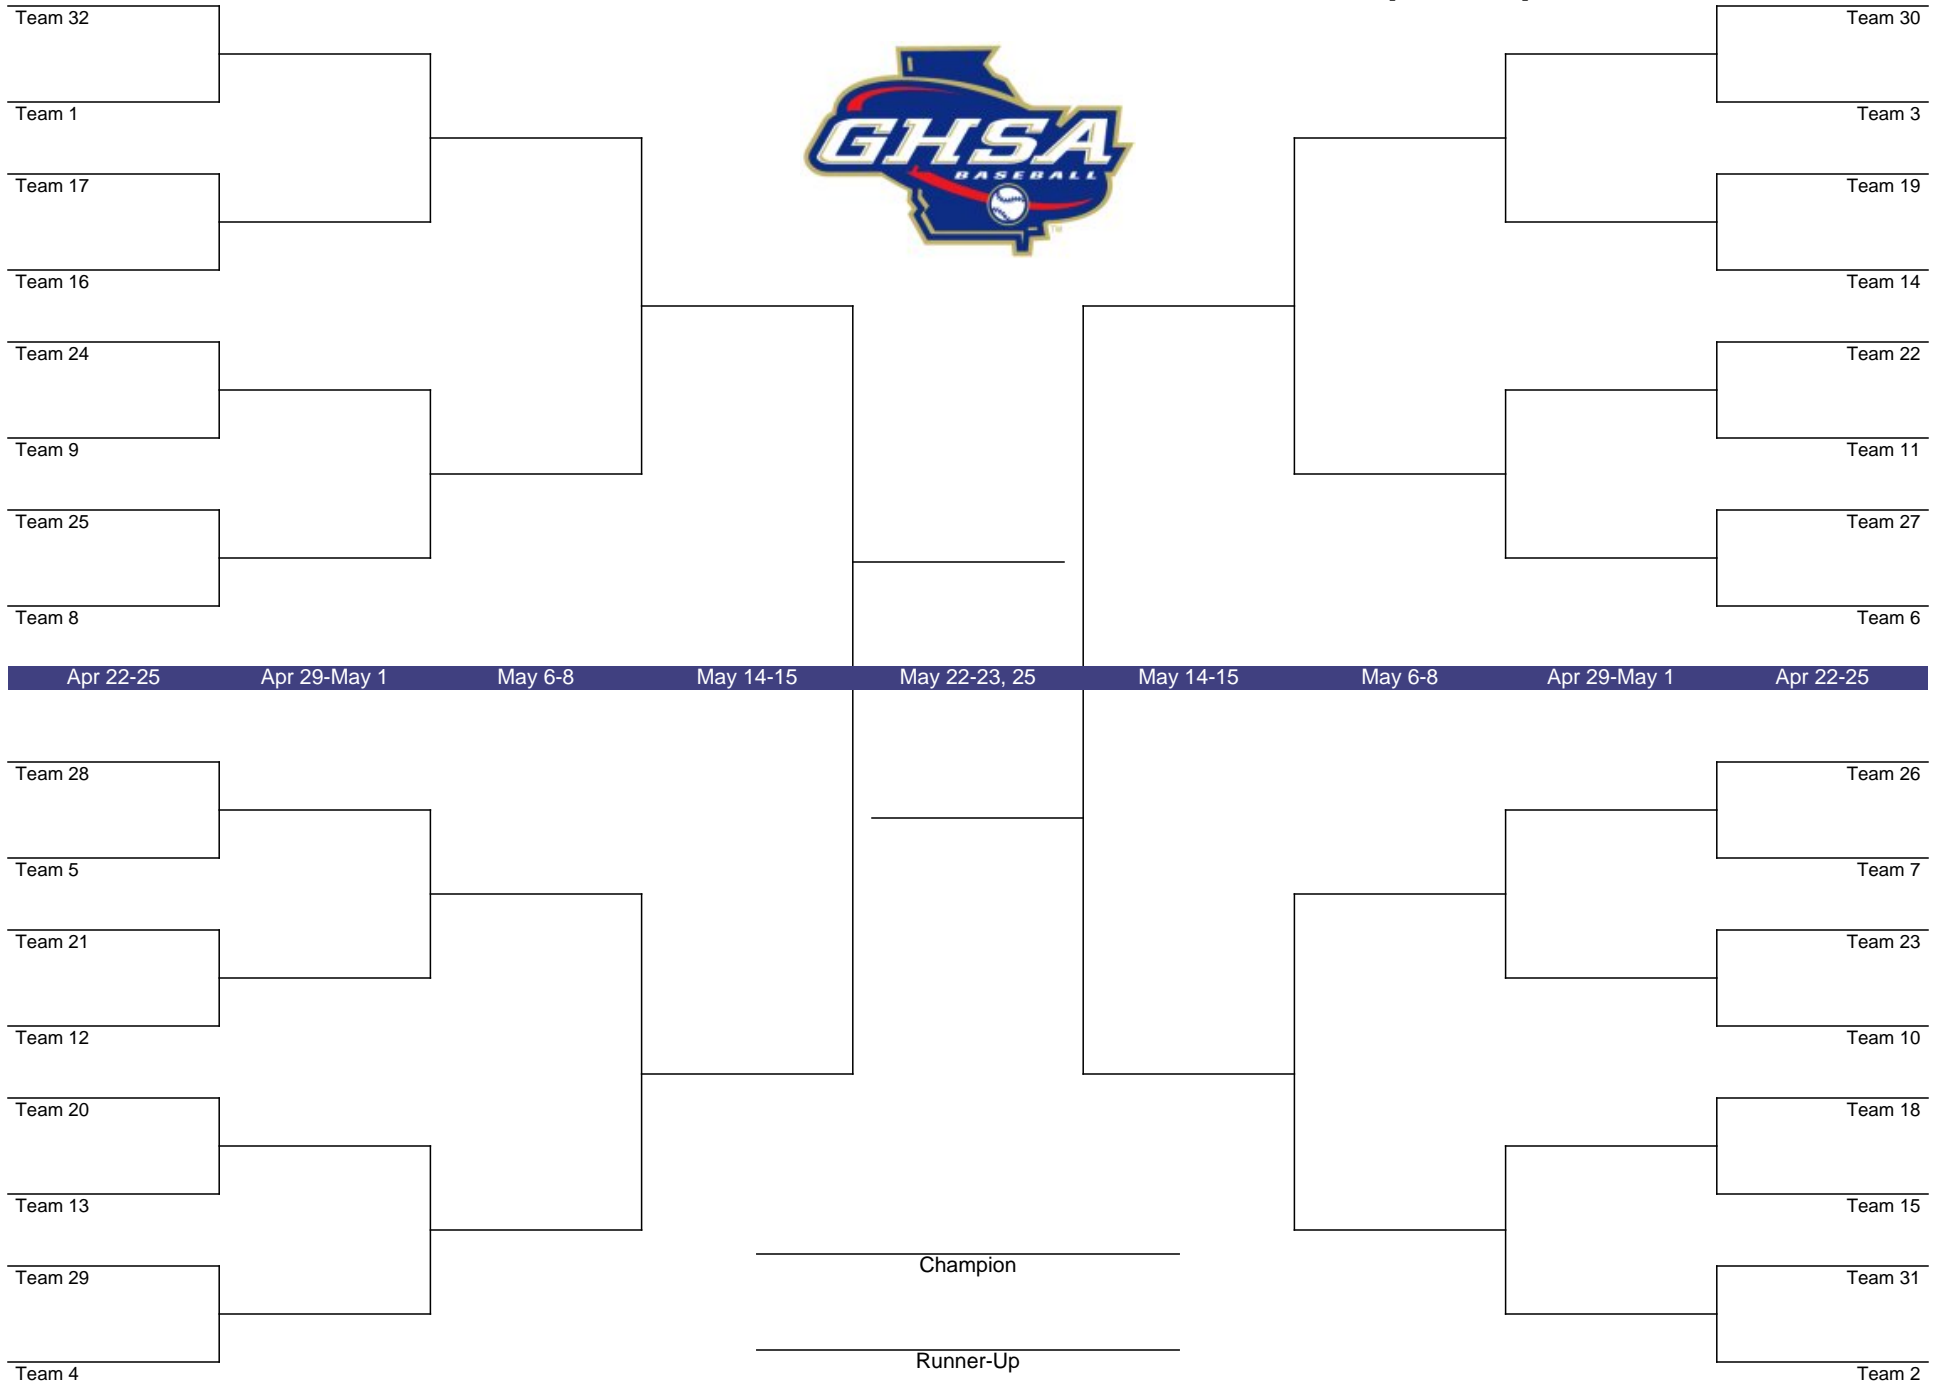 Team 32
Team 30
Team 1
Team 3
Team 17
Team 19
Team 16
Team 14
Team 24
Team 22
Team 9
Team 11
Team 25
Team 27
Team 8
Team 6
GHSA
BASEBALL
TM
Apr 22-25 Apr 29-May 1 May 6-8 May 14-15 May 22-23, 25 May 14-15 May 6-8 Apr 29-May 1 Apr 22-25
Team 28
Team 26
Team 5
Team 7
Team 21
Team 23
Team 12
Team 10
Team 20
Team 18
Team 13
Team 15
Team 29
Team 31
Team 4
Team 2
Champion
Runner-Up